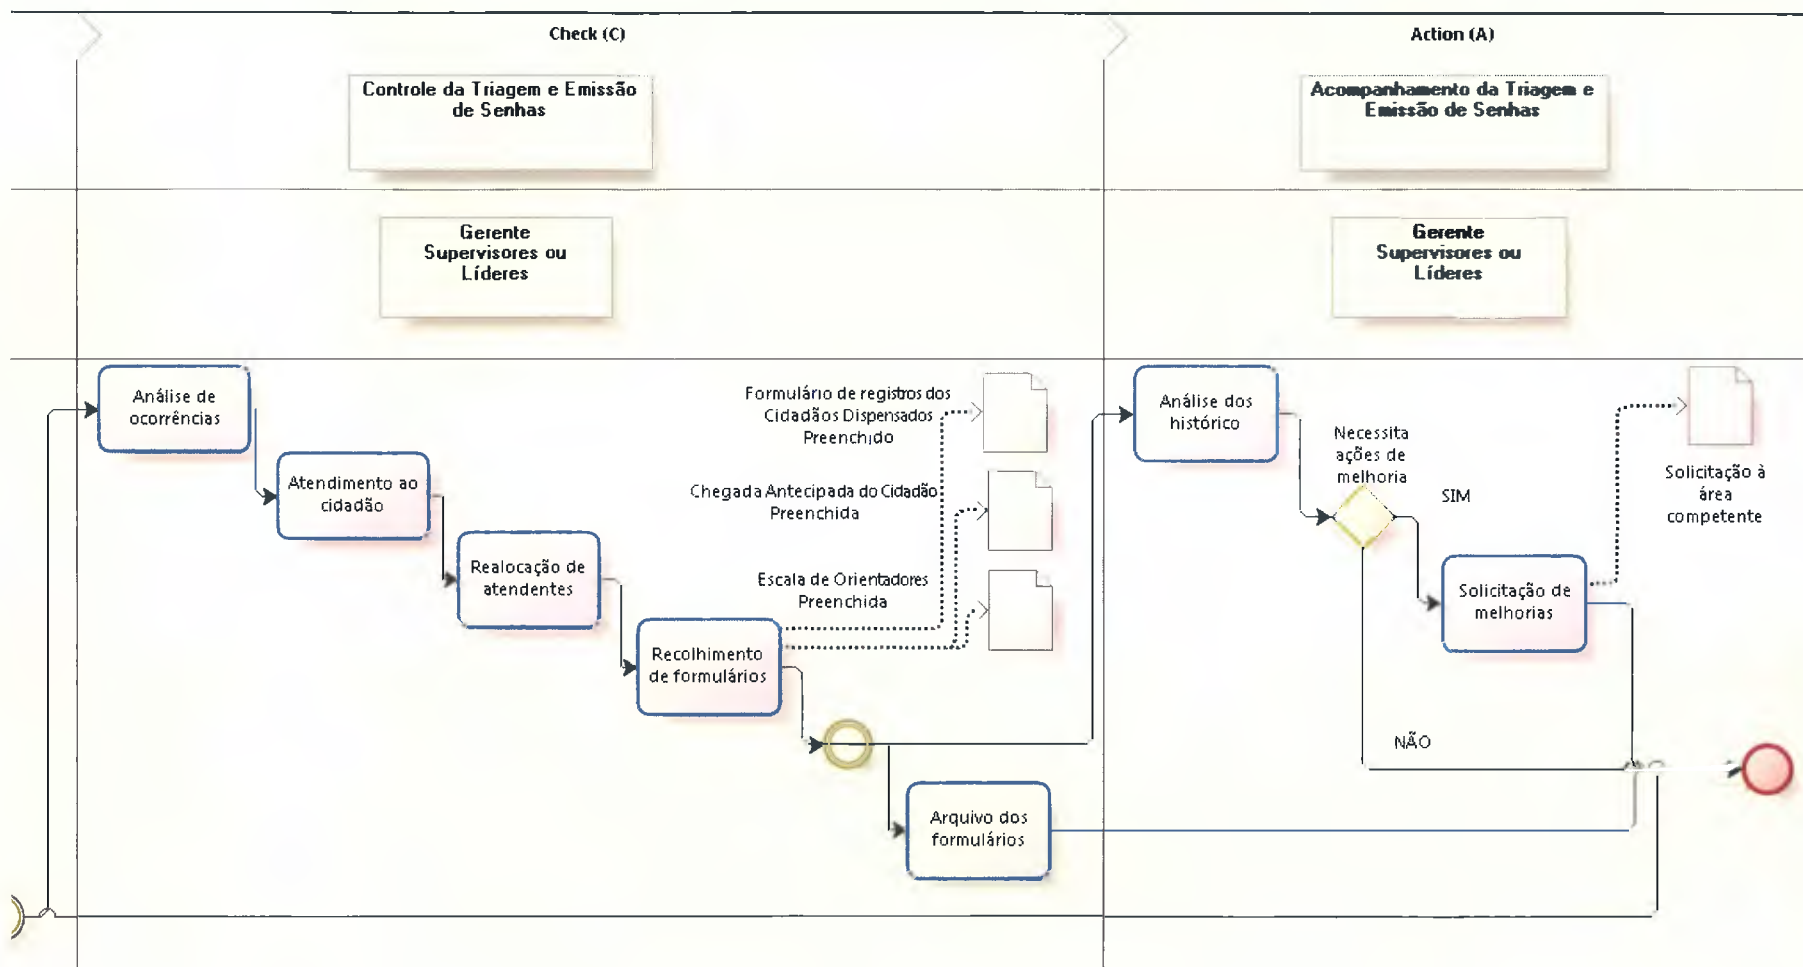 Check (C)
Controle da Triagem e Emissão
de Senhas
Gerente
Supervisores ou
Líderes
Análise de
ocorrências
Atendimento ao
cidadão
Realocação de
atendentes
Recolhimento
de formulários
Formulário de registros dos
Cidadãos Dispensados
Preenchido
Chegada Antecipada do Cidadão
Preenchida
Escala de Orientadores
Preenchida
Arquivo dos
formulários
Action (A)
Acompanhamento da Triagem e
Emissão de Senhas
Gerente
Supervisores ou
Líderes
Análise dos
histórico
Necessita
ações de
melhoria
SIM
NÃO
Solicitação de
melhorias
Solicitação à
área
competente